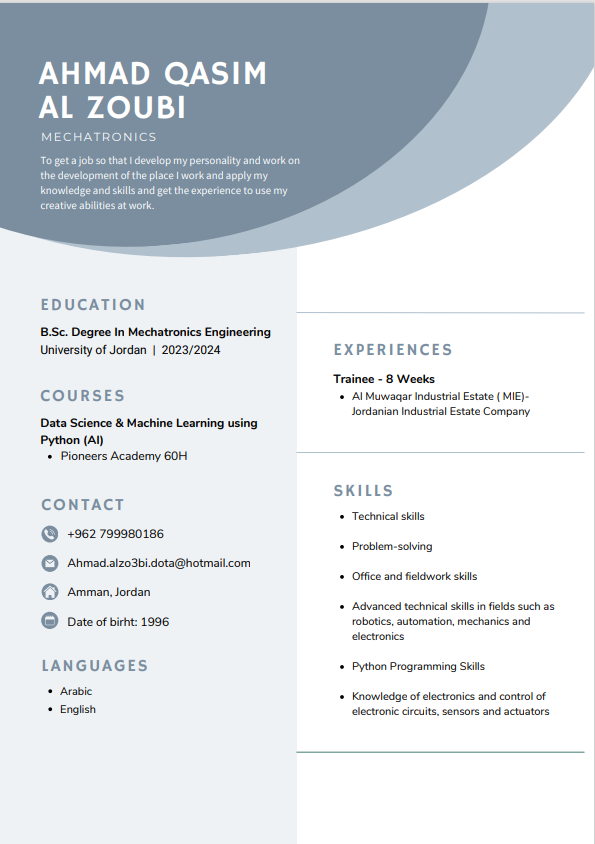 AHMAD QASIM
AL ZOUBI
MECHATRONICS
To get a job so that I develop my personality and work on
the development of the place I work and apply my
knowledge and skills and get the experience to use my
creative abilities at work.
EDUCATION
B.Sc. Degree In Mechatronics Engineering
University of Jordan | 2023/2024
COURSES
Data Science & Machine Learning using
Python (AI)
• Pioneers Academy 60H
CONTACT
+962 799980186
Ahmad.alzo3bi.dota@hotmail.com
Amman, Jordan
Date of birht: 1996
LANGUAGES
• Arabic
• English
EXPERIENCES
Trainee - 8 Weeks
• Al Muwaqar Industrial Estate ( MIE)-
Jordanian Industrial Estate Company
SKILLS
• Technical skills
• Problem-solving
• Office and fieldwork skills
• Advanced technical skills in fields such as
robotics, automation, mechanics and
electronics
• Python Programming Skills
• Knowledge of electronics and control of
electronic circuits, sensors and actuators